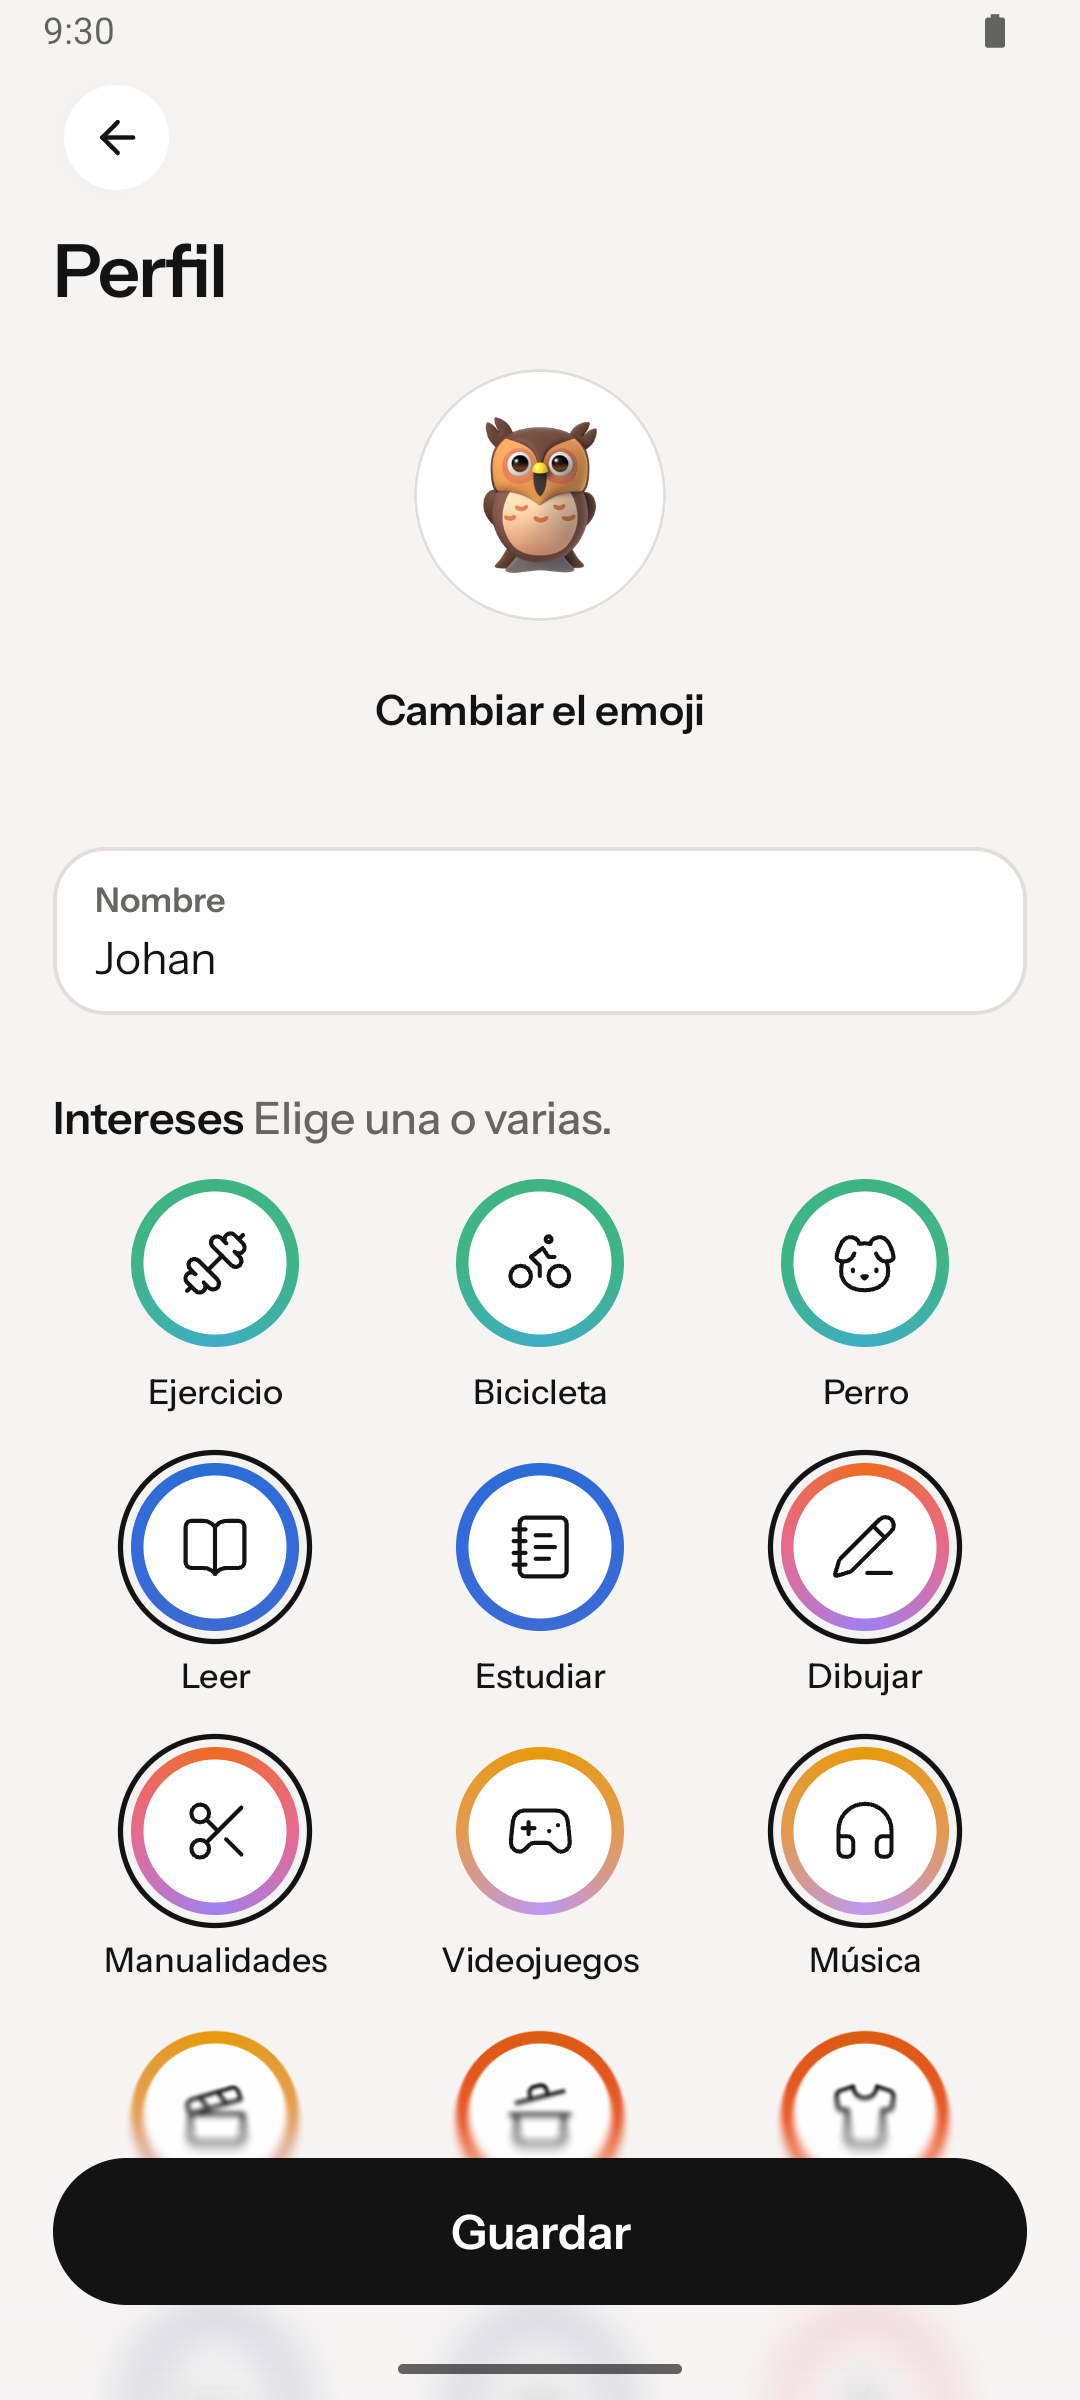 9:30
Perfil
Cambiar el emoji
Nombre
Johan
Intereses Elige una o varias.
Ejercicio
Bicicleta
Perro
Leer
Estudiar
Dibujar
Manualidades
Videojuegos
Música
Guardar